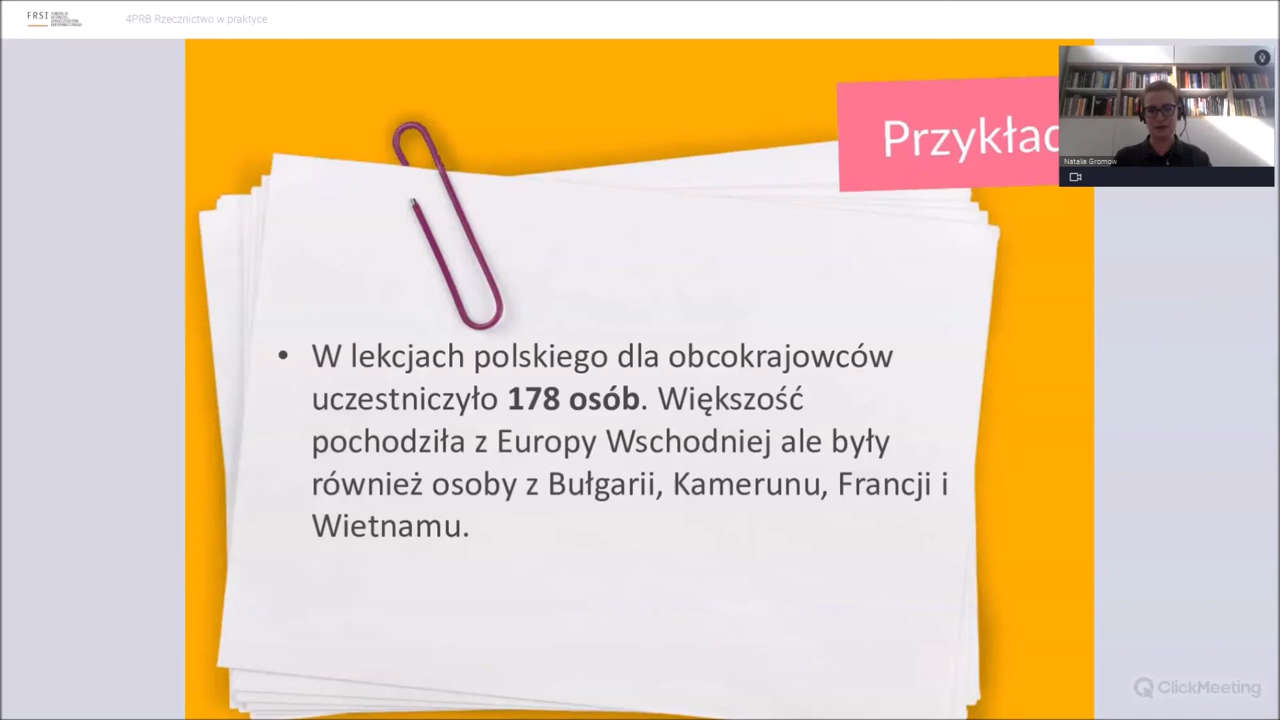 FRSI
4PRB Rzecznictwo w praktyce
Przykład
Natalia Gromow
• W lekcjach polskiego dla obcokrajowców
uczestniczyło 178 osób. Większość
pochodziła z Europy Wschodniej ale były
również osoby z Bułgarii, Kamerunu, Francji i
Wietnamu.
ClickMeeting